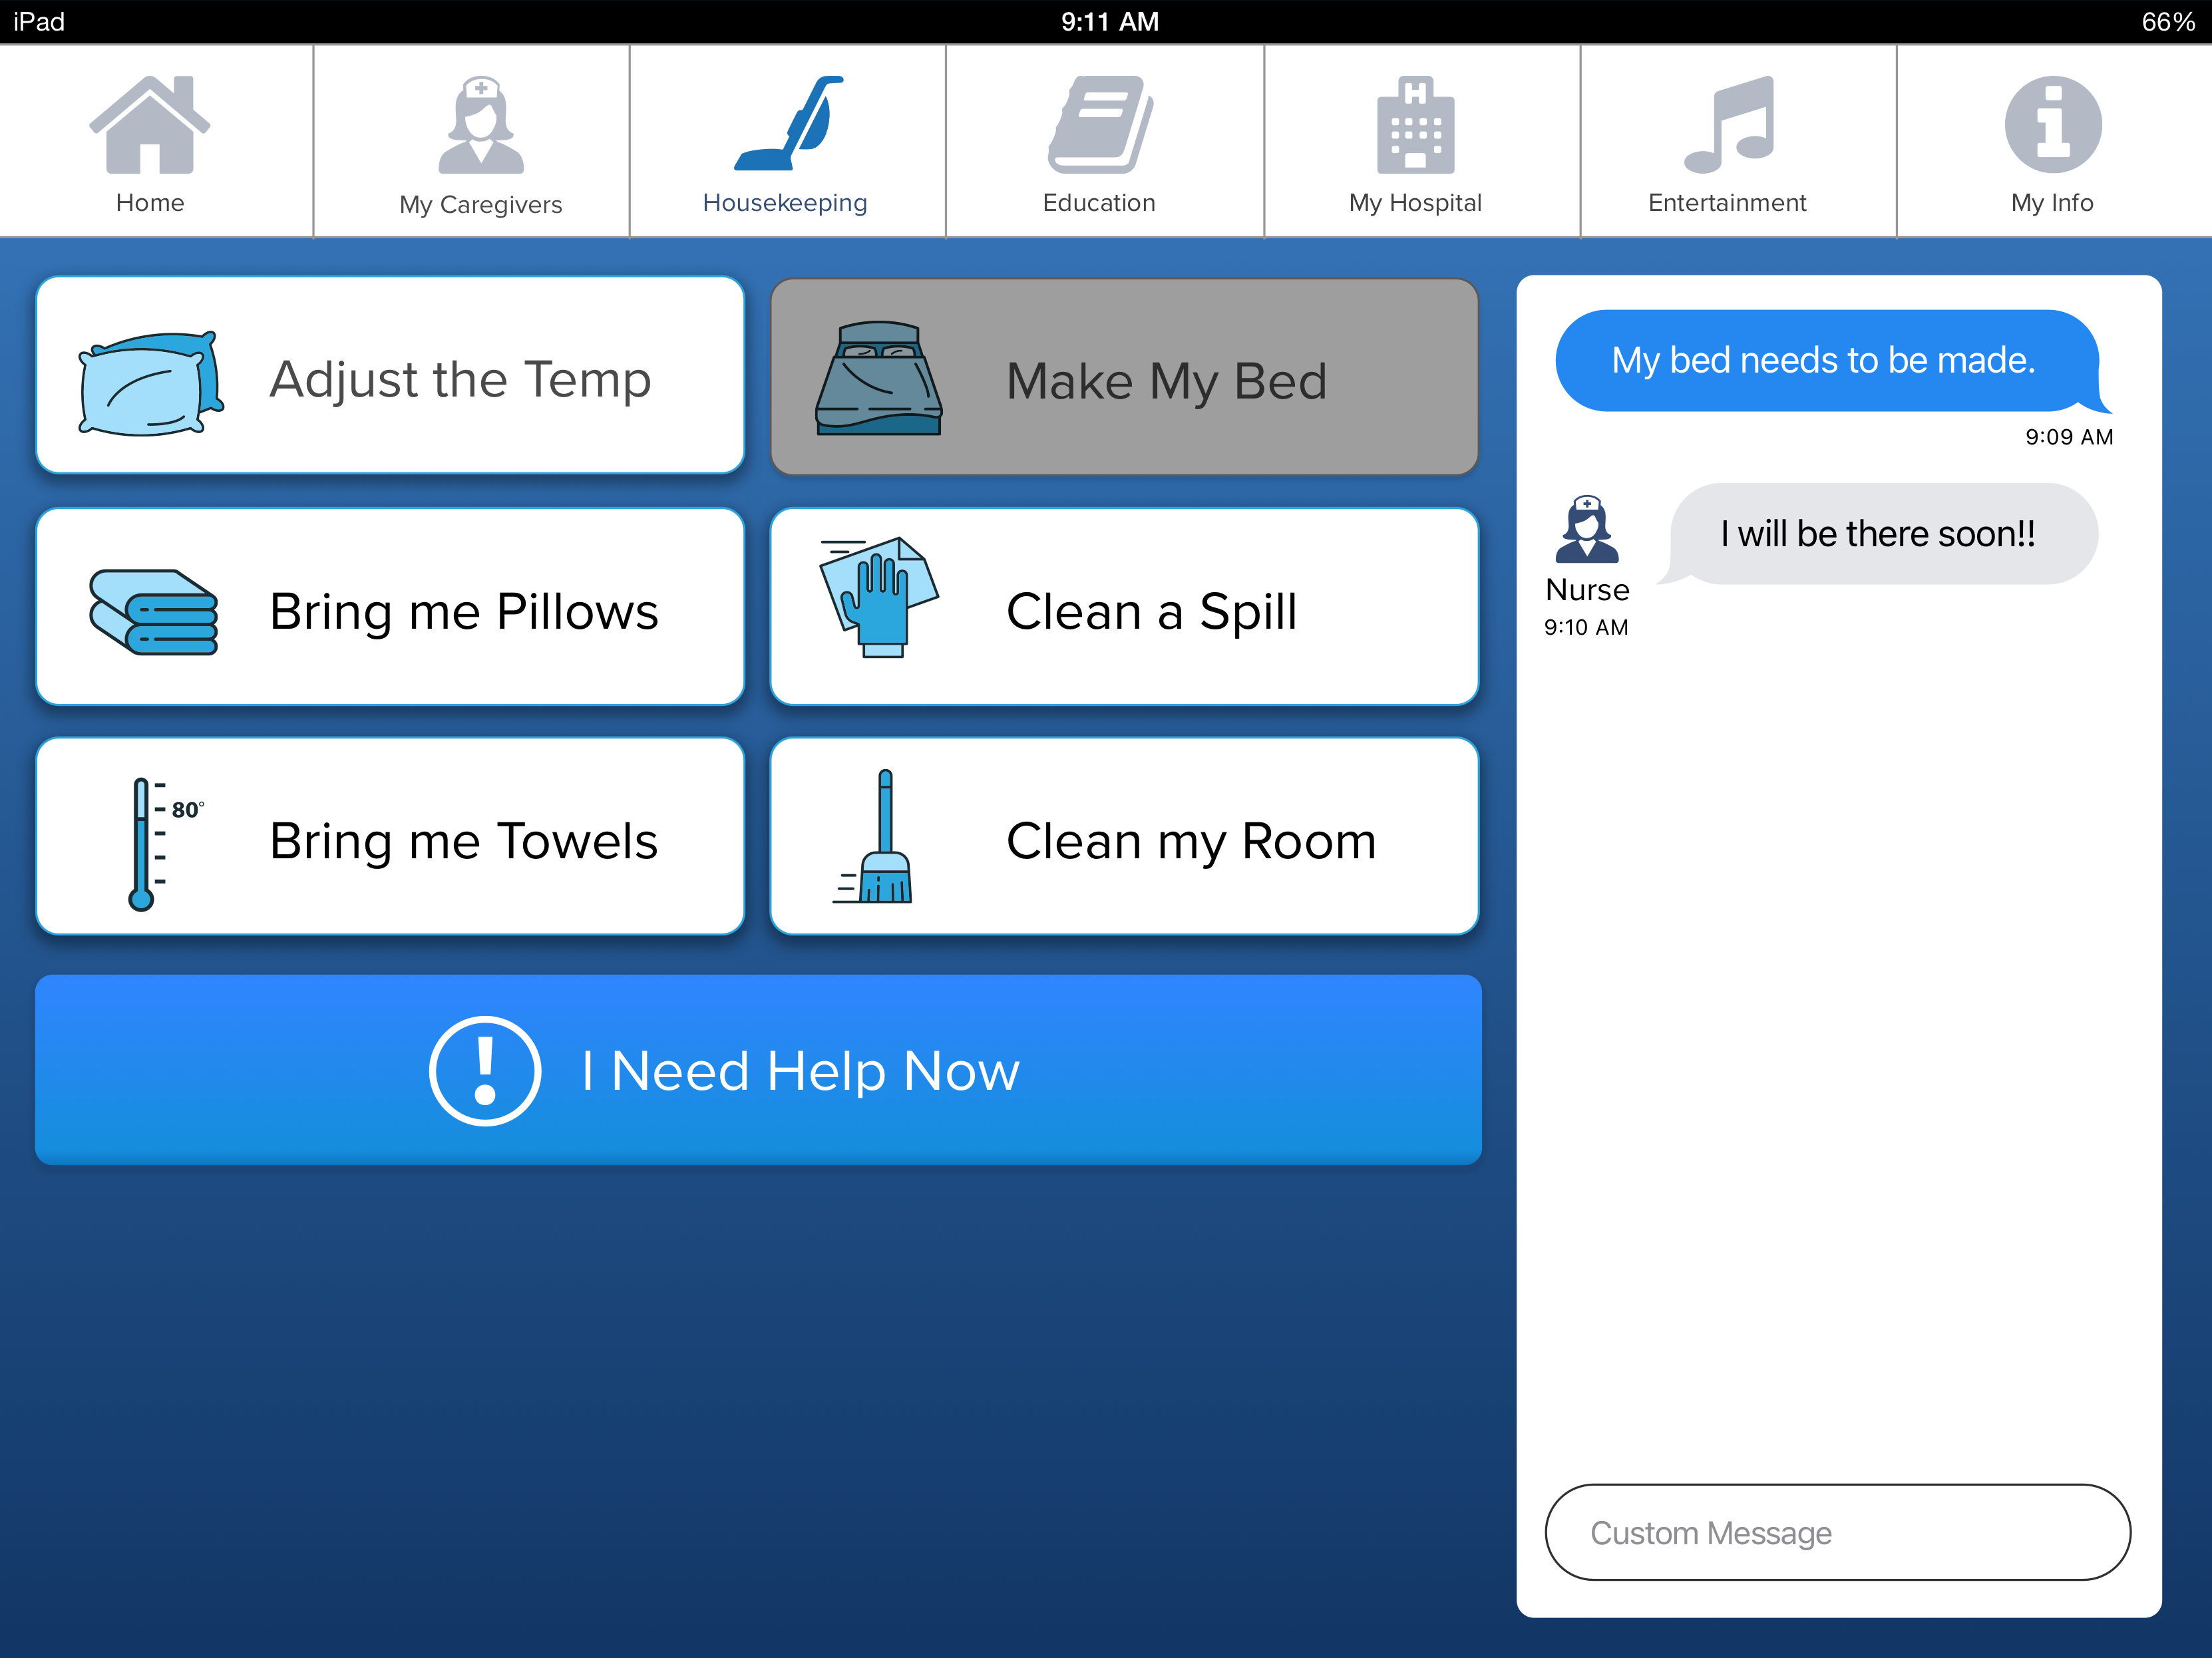 iPad
9:11 AM
66%
Home
My Caregivers
Housekeeping
Education
H
My Hospital
Entertainment
i
My Info
Adjust the Temp
Make My Bed
Bring me Pillows
Clean a Spill
80°
Bring me Towels
Clean my Room
! I Need Help Now
My bed needs to be made.
9:09 AM
I will be there soon!!
Nurse
9:10 AM
Custom Message